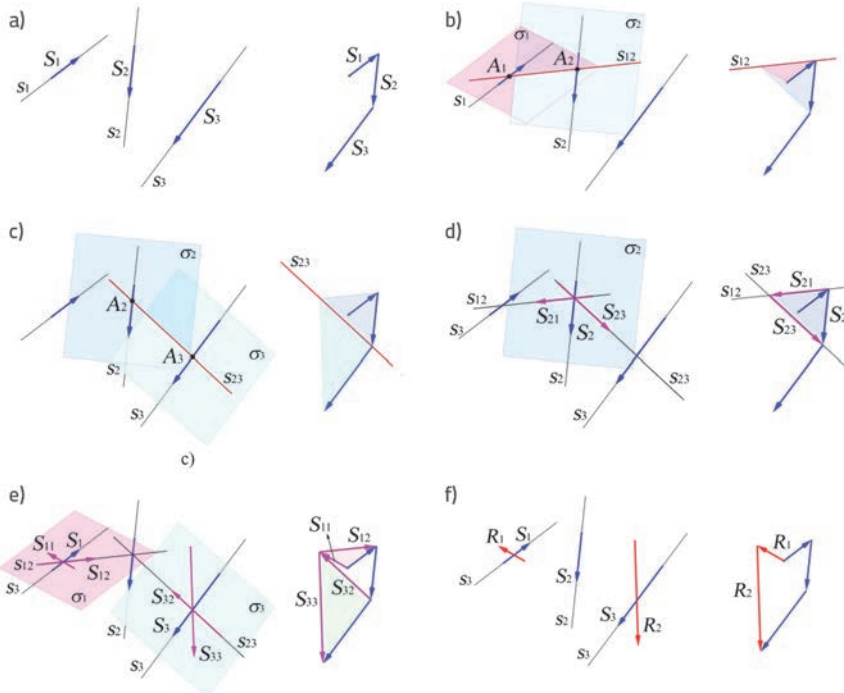 a)
S1
s1
S2
s2
S3
s3
S1
S2
S3
b)
σ1
σ2
A1
A2
s12
s1
s2
s12
c)
σ2
A2
A3
σ3
s2
s23
s3
s23
c)
d)
σ2
s12
s3
S21
S23
S2
s2
s23
s23
s12
S21
S2
S23
e)
S11
S1
s12
S12
s3
σ1
S32
S3
σ3
s2
S33
s23
s3
S11
S12
S32
S33
f)
R1
S1
s3
S2
s2
S3
R2
s3
R1
R2